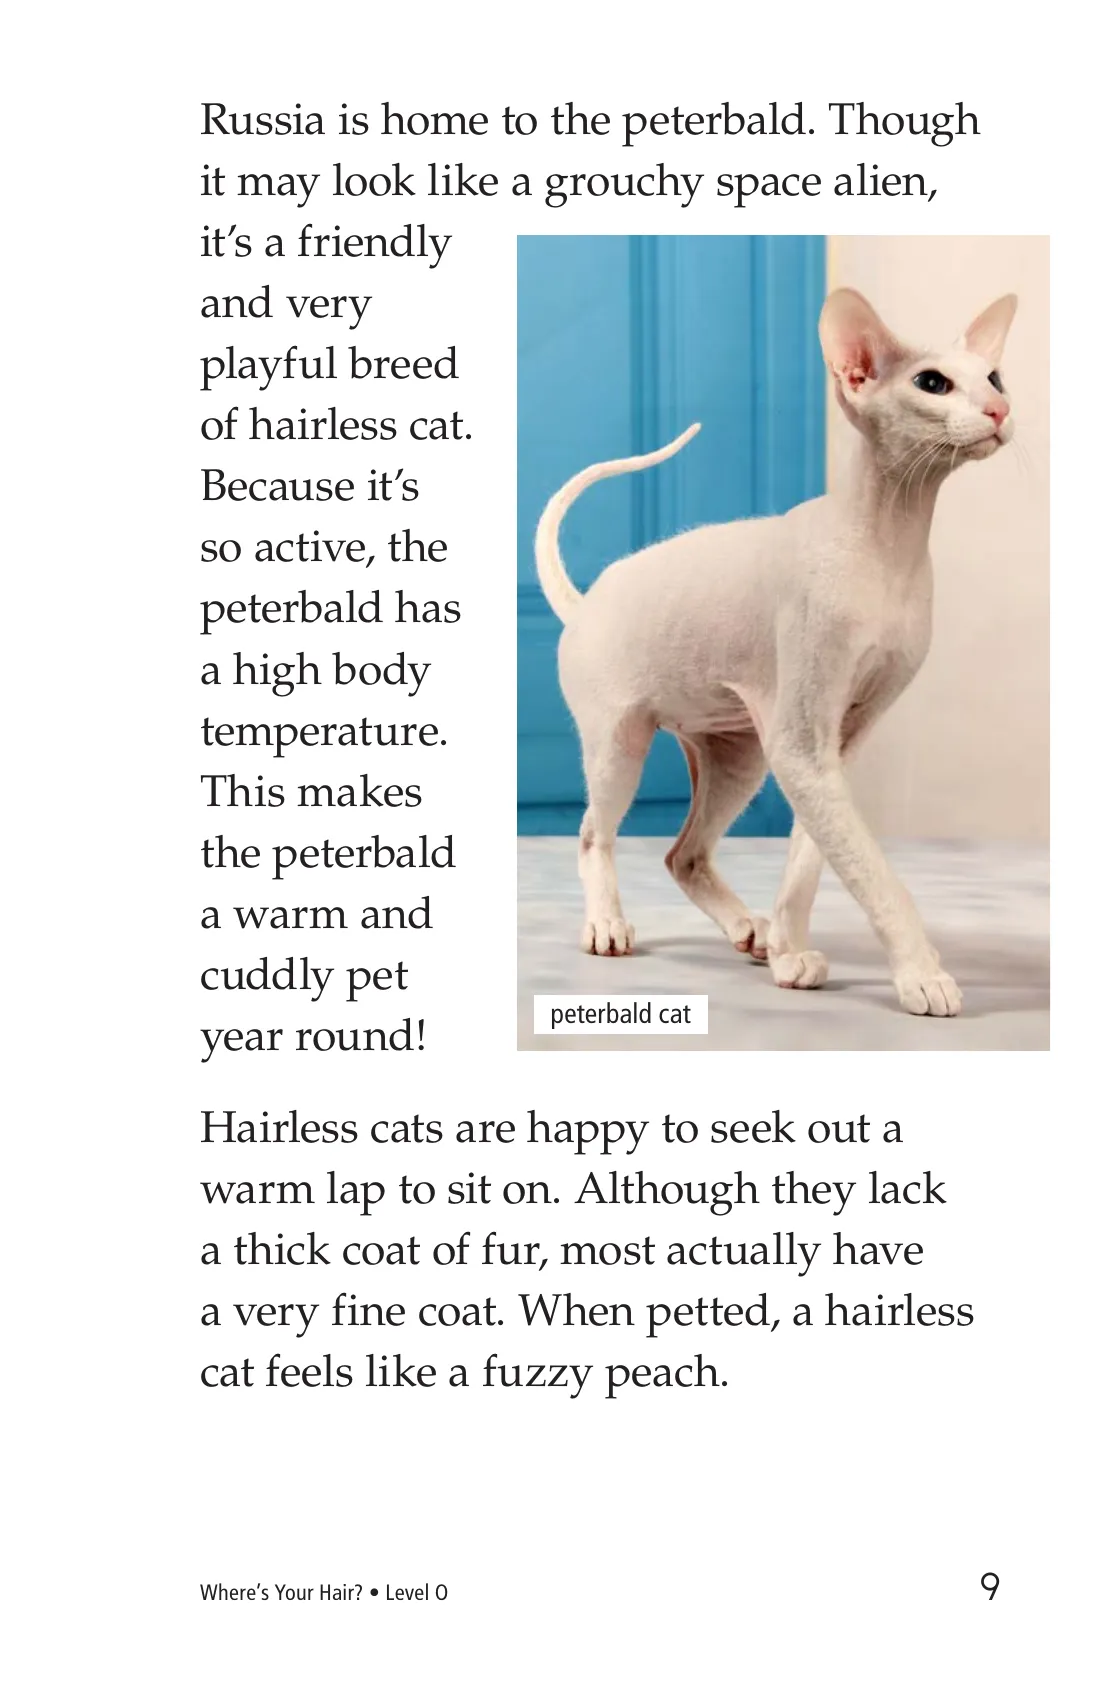 Russia is home to the peterbald. Though
it may look like a grouchy space alien,
it’s a friendly
and very
playful breed
of hairless cat.
Because it’s
so active, the
peterbald has
a high body
temperature.
This makes
the peterbald
a warm and
cuddly pet
year round!
peterbald cat
Hairless cats are happy to seek out a
warm lap to sit on. Although they lack
a thick coat of fur, most actually have
a very fine coat. When petted, a hairless
cat feels like a fuzzy peach.
Where’s Your Hair? • Level O
9